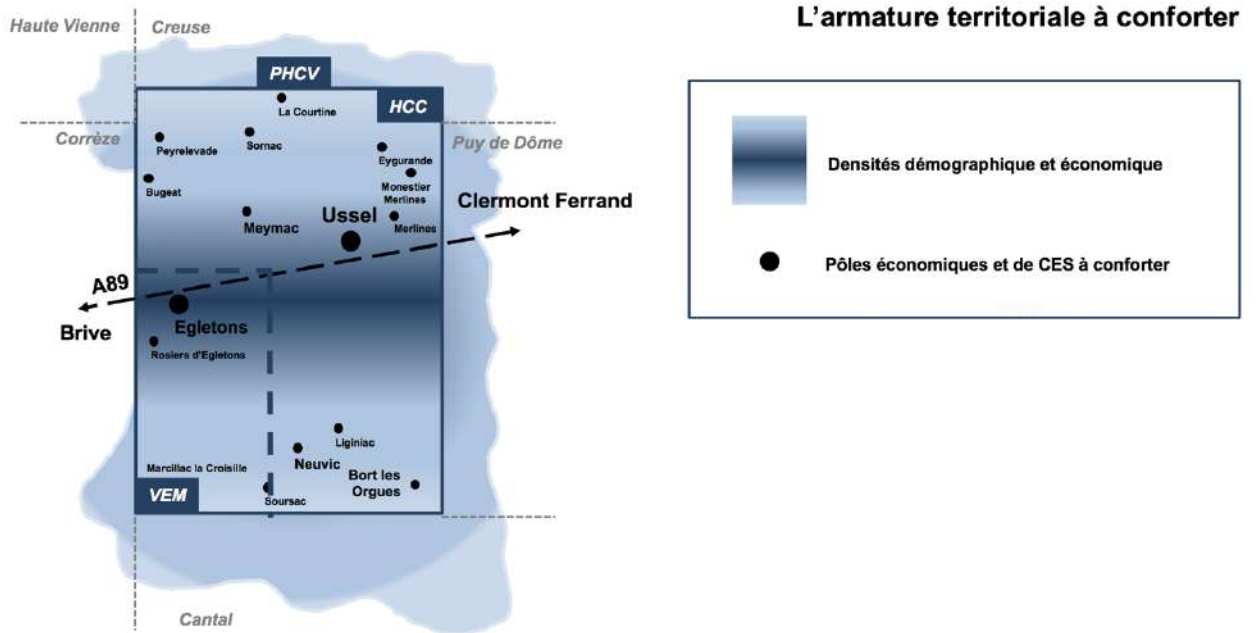 L'armature territoriale à conforter
Haute Vienne
Creuse
PHCV
HCC
La Courtine
Corrèze
Puy de Dôme
Peyrelevade
Sornac
Eygurande
Bugeat
Monestier
Merlines
Clermont Ferrand
Meymac
Ussel
Merlines
A89
Brive
Egletons
Rosiers d'Egletons
Liginiac
Neuvic
Marcillac la Croisille
Bort les
Orgues
VEM
Soursac
Cantal
Densités démographique et économique
Pôles économiques et de CES à conforter